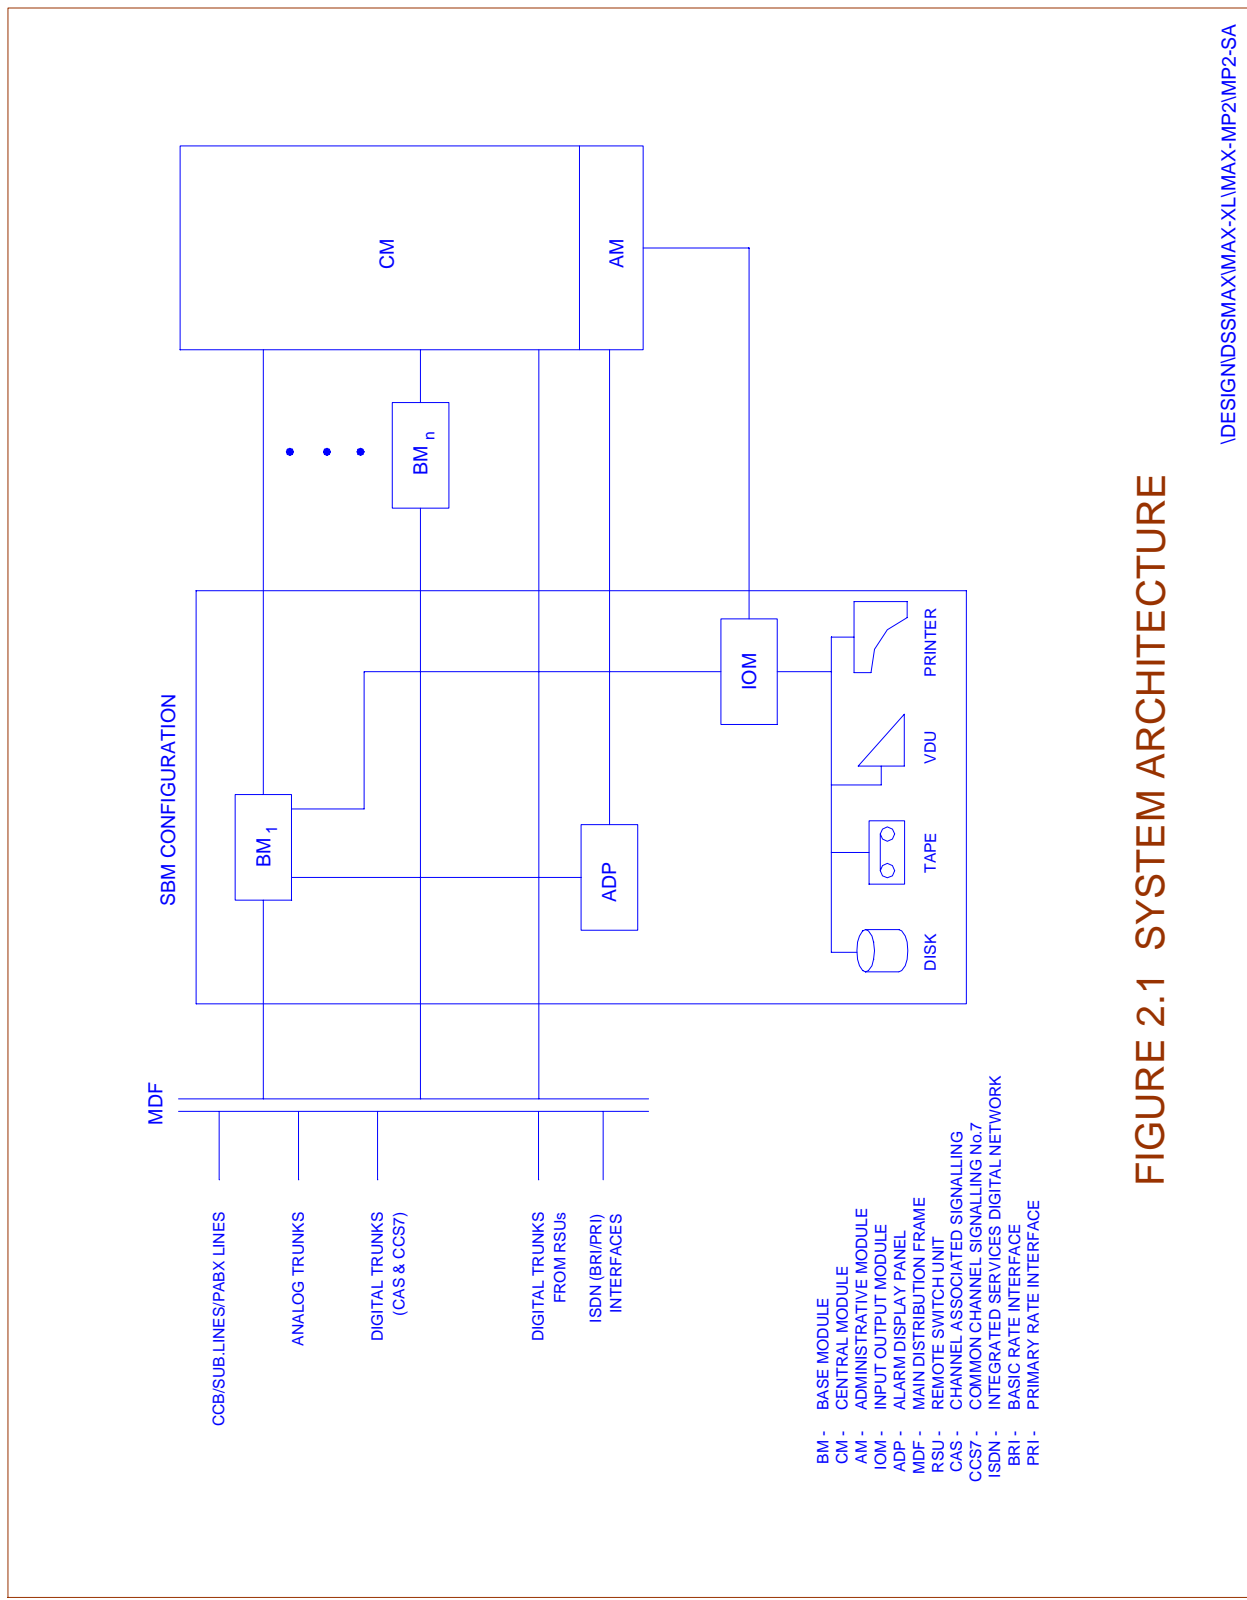 MDF
SBM CONFIGURATION
CCB/SUB.LINES/PABX LINES
ANALOG TRUNKS
DIGITAL TRUNKS
(CAS & CCS7)
DIGITAL TRUNKS
FROM RSUs
ISDN (BRI/PRI)
INTERFACES
BM 1
ADP
BM n
CM
AM
IOM
DISK
TAPE
VDU
PRINTER
BM - BASE MODULE
CM - CENTRAL MODULE
AM - ADMINISTRATIVE MODULE
IOM - INPUT OUTPUT MODULE
ADP - ALARM DISPLAY PANEL
MDF - MAIN DISTRIBUTION FRAME
RSU - REMOTE SWITCH UNIT
CAS - CHANNEL ASSOCIATED SIGNALLING
CCS7 - COMMON CHANNEL SIGNALLING No.7
ISDN - INTEGRATED SERVICES DIGITAL NETWORK
BRI - BASIC RATE INTERFACE
PRI - PRIMARY RATE INTERFACE
FIGURE 2.1 SYSTEM ARCHITECTURE
\DESIGN\DSSMAX\MAX-XL\MAX-MP2\MP2-SA